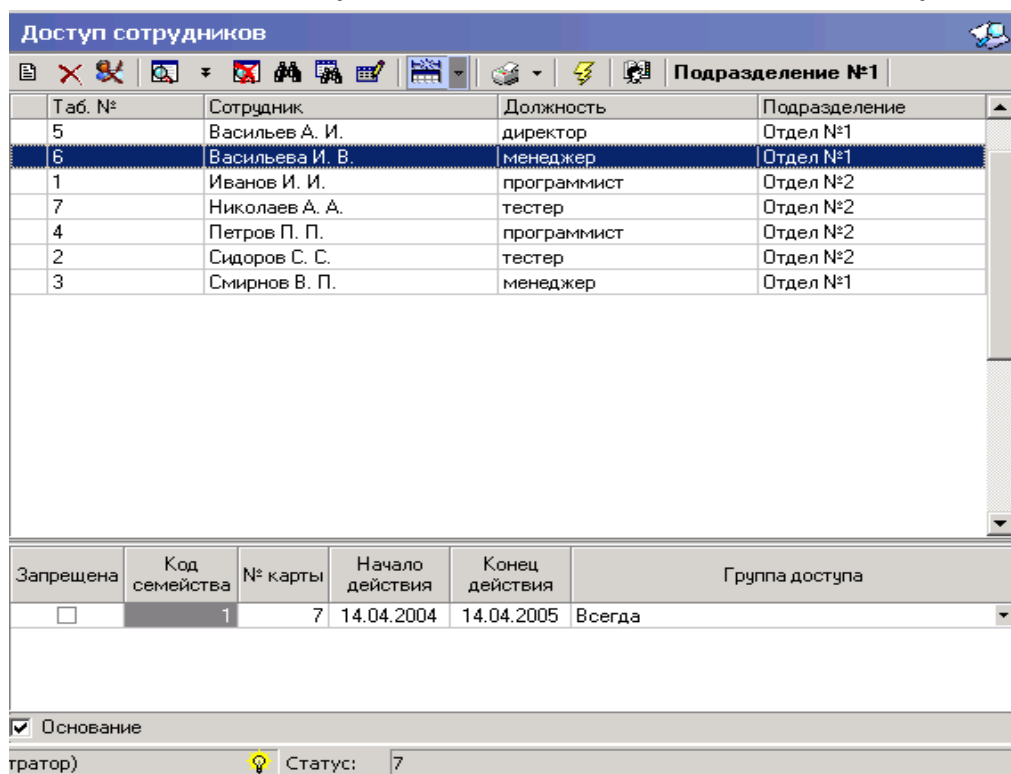 Доступ сотрудников
Подразделение №1
Таб. № Сотрудник Должность Подразделение
5 Васильев А. И. директор Отдел №1
6 Васильева И. В. менеджер Отдел №1
1 Иванов И. И. программист Отдел №2
7 Николаев А. А. тестер Отдел №2
4 Петров П. П. программист Отдел №2
2 Сидоров С. С. тестер Отдел №2
3 Смирнов В. П. менеджер Отдел №1
Запрещена Код семейства № карты Начало действия Конец действия Группа доступа
1 7 14.04.2004 14.04.2005 Всегда
Основание
тратор) Статус: 7